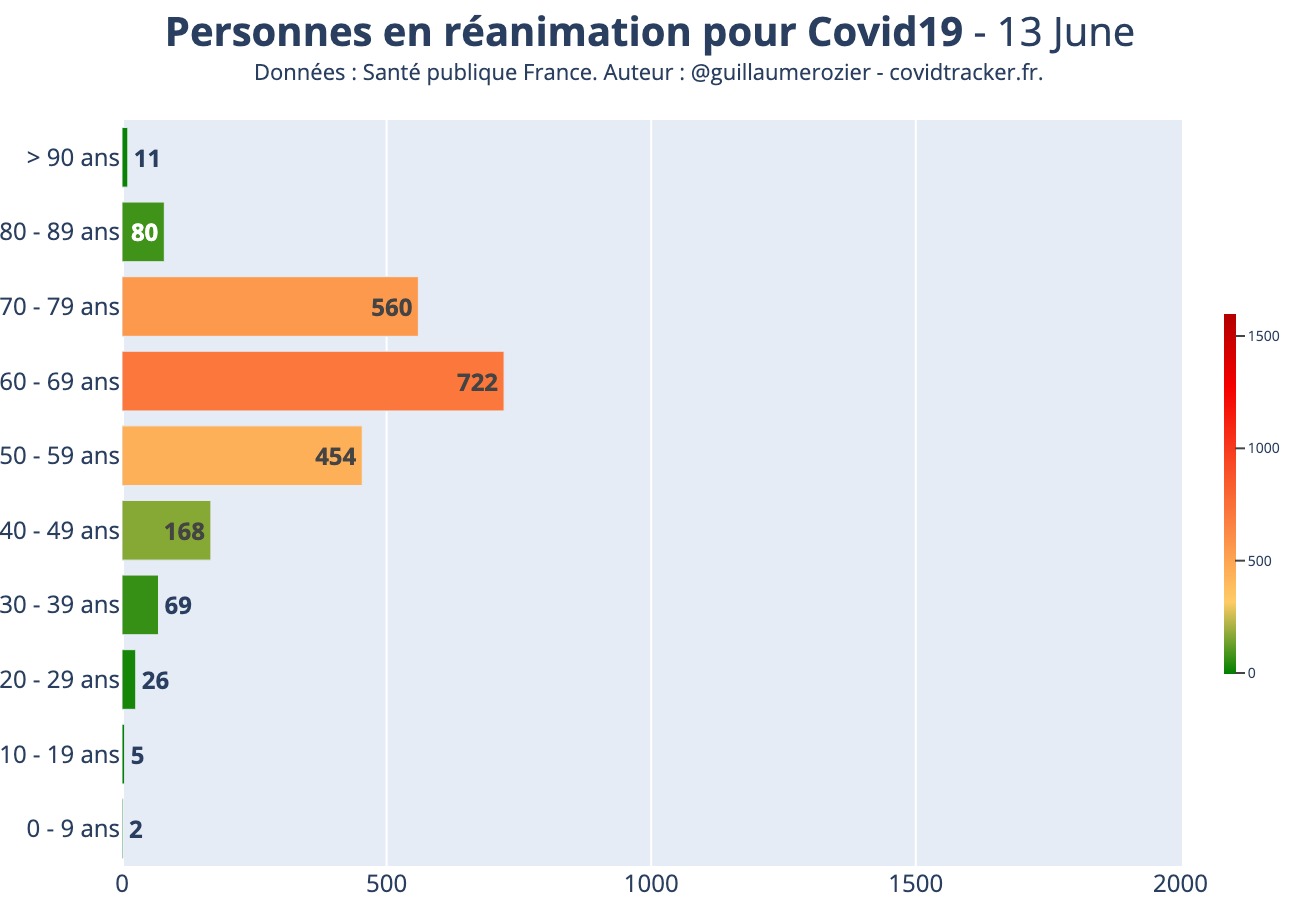 Personnes en réanimation pour Covid19 - 13 June
Données : Santé publique France. Auteur : @guillaumerozier - covidtracker.fr.
> 90 ans 11
80 - 89 ans 80
70 - 79 ans 560
60 - 69 ans 722
50 - 59 ans 454
40 - 49 ans 168
30 - 39 ans 69
20 - 29 ans 26
10 - 19 ans 5
0 - 9 ans 2
0 500 1000 1500 2000
1500
1000
500
0